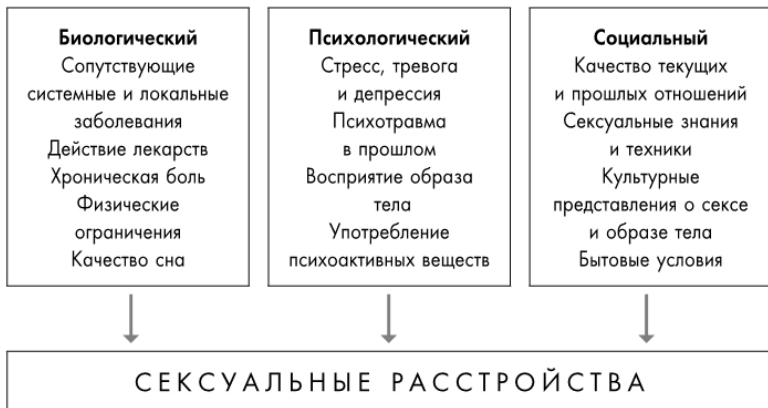 Биологический
Сопутствующие
системные и локальные
заболевания
Действие лекарств
Хроническая боль
Физические
ограничения
Качество сна
Психологический
Стресс, тревога
и депрессия
Психотравма
в прошлом
Восприятие образа
тела
Употребление
психоактивных веществ
Социальный
Качество текущих
и прошлых отношений
Сексуальные знания
и техники
Культурные
представления о сексе
и образе тела
Бытовые условия
СЕКСУАЛЬНЫЕ РАССТРОЙСТВА